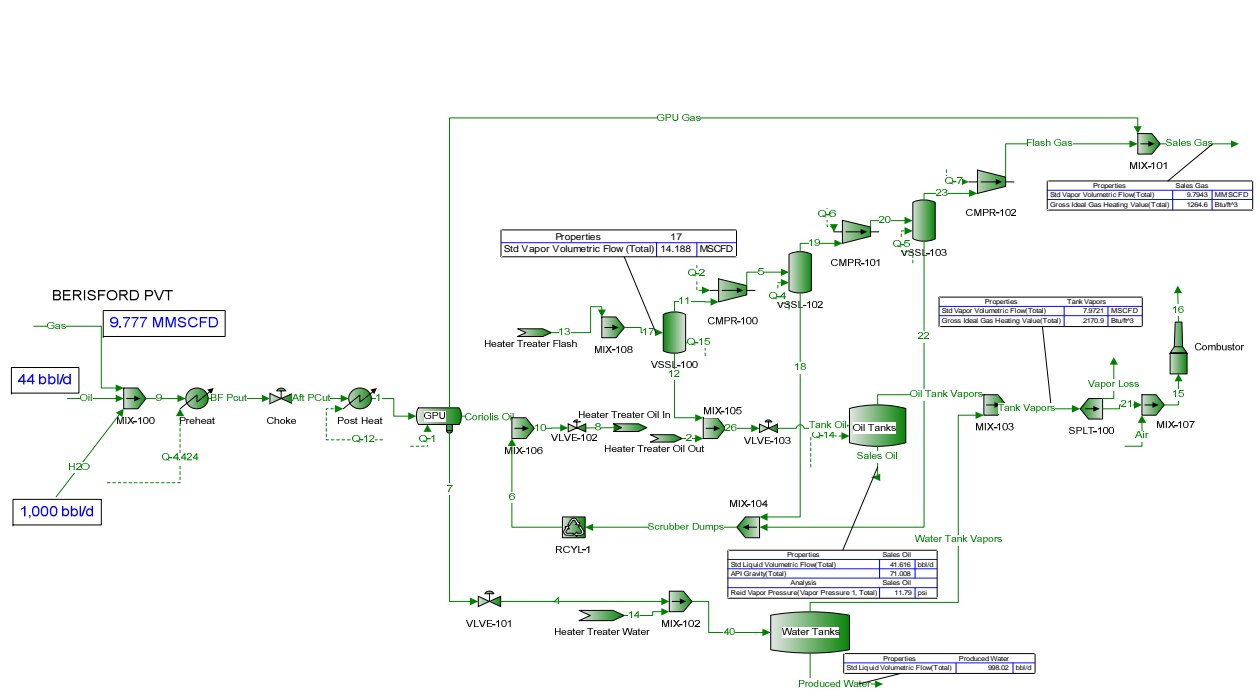 GPU Gas
Flash Gas
Sales Gas
MIX-101
Properties Sales Gas
Std Vapor Volumetric Flow(Total) 9.7943 MMSCFD
Gross Ideal Gas Heating Value(Total) 1264.6 Btu/ft^3
Q-7
23
CMPR-102
Q-6
20
CMPR-101
Q-5
VSSL-103
19
Properties 17
Std Vapor Volumetric Flow (Total) 14.188 MSCFD
Q-2
5
Q-4
VSSL-102
11
CMPR-100
BERISFORD PVT
Gas
9.777 MMSCFD
13
Heater Treater Flash
MIX-108
17
Q-15
VSSL-100
12
18
22
Properties Tank Vapors
Std Vapor Volumetric Flow(Total) 7.9721 MSCFD
Gross Ideal Gas Heating Value(Total) 2170.9 Btu/ft^3
16
Combustor
15
44 bbl/d
Oil
MIX-100
9
Preheat
BF Pcut
Choke
Aft PCut
Post Heat
1
Q-12
GPU
Q-1
Coriolis Oil
MIX-106
10
VLVE-102
8
Heater Treater Oil In
2
Heater Treater Oil Out
MIX-105
26
VLVE-103
Tank Oil
Q-14
Oil Tanks
Oil Tank Vapors
MIX-103
Tank Vapors
SPLT-100
Vapor Loss
21
MIX-107
Air
Sales Oil
H2O
Q-4.424
1,000 bbl/d
7
6
RCYL-1
Scrubber Dumps
MIX-104
Water Tank Vapors
Properties Sales Oil
Std Liquid Volumetric Flow(Total) 41.616 bbl/d
API Gravity(Total) 71.008
Analysis Sales Oil
Reid Vapor Pressure(Vapor Pressure 1, Total) 11.79 psi
VLVE-101
4
14
Heater Treater Water
MIX-102
40
Water Tanks
Properties Produced Water
Std Liquid Volumetric Flow(Total) 998.02 bbl/d
Produced Water